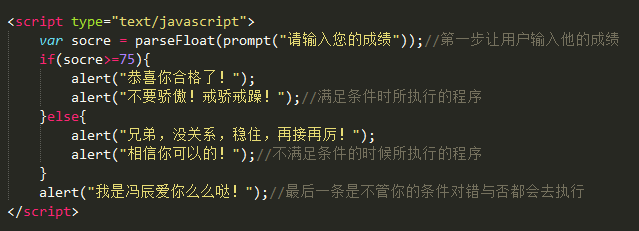 <script type="text/javascript">
var socre = parseFloat(prompt("请输入您的成绩"));//第一步让用户输入他的成绩
if(socre>=75){
alert("恭喜你合格了！");
alert("不要骄傲！戒骄戒躁！");//满足条件时所执行的程序
}else{
alert("兄弟，没关系，稳住，再接再厉！");
alert("相信你可以的！");//不满足条件的时候所执行的程序
}
alert("我是冯辰爱你么么哒！");//最后一条是不管你的条件对错与否都会去执行
</script>